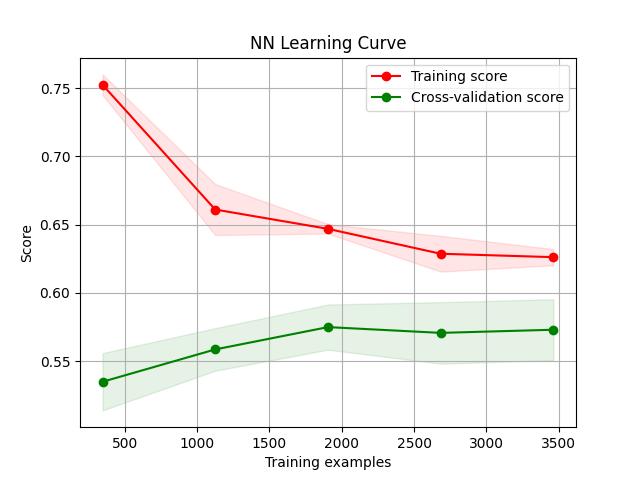 NN Learning Curve
Training score
Cross-validation score
0.75
0.70
0.65
0.60
0.55
Score
500 1000 1500 2000 2500 3000 3500
Training examples